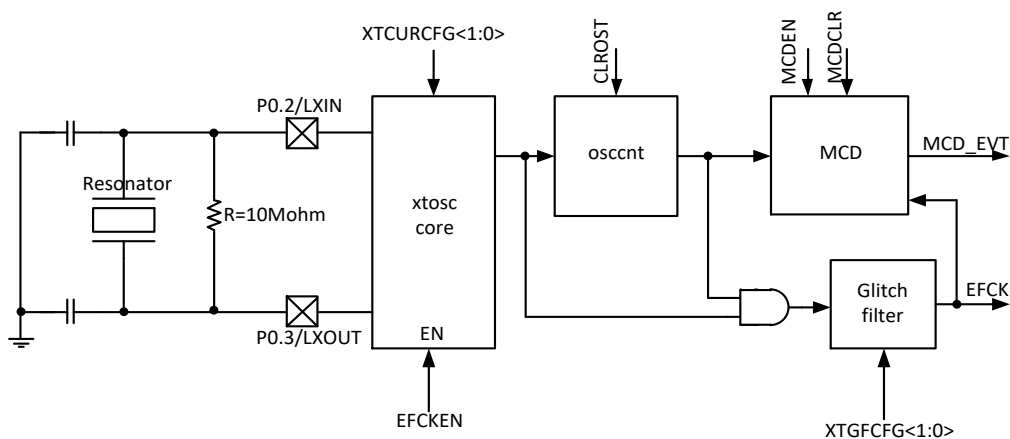 XTCURCFG<1:0>
CLROST
MCDEN
MCDCLR
P0.2/LXIN
Resonator
R=10Mohm
xtosc
core
osccnt
MCD
MCD_EVT
Glitch
filter
EFCK
P0.3/LXOUT
EN
EFCKEN
XTGFCFG<1:0>